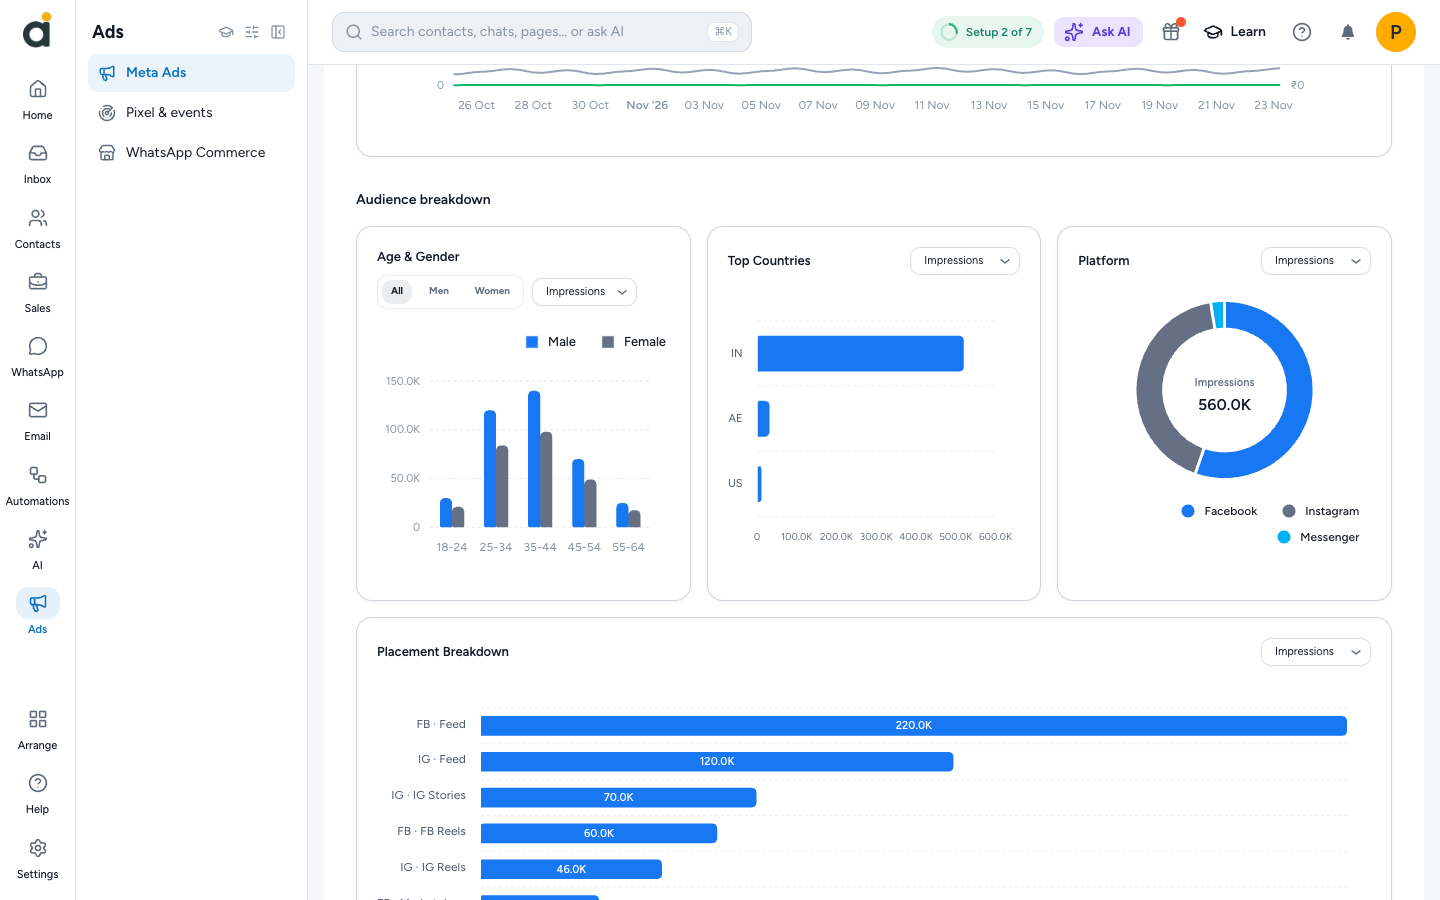 Ads
Search contacts, chats, pages... or ask AI
⌘K
Setup 2 of 7
Ask AI
Learn
P
Home
Inbox
Contacts
Sales
WhatsApp
Email
Automations
AI
Ads
Arrange
Help
Settings
Meta Ads
Pixel & events
WhatsApp Commerce
0
₹0
26 Oct 28 Oct 30 Oct Nov '26 03 Nov 05 Nov 07 Nov 09 Nov 11 Nov 13 Nov 15 Nov 17 Nov 19 Nov 21 Nov 23 Nov
Audience breakdown
Age & Gender
All Men Women
Impressions
Male Female
150.0K
100.0K
50.0K
0
18-24 25-34 35-44 45-54 55-64
Top Countries
Impressions
IN
AE
US
0 100.0K 200.0K 300.0K 400.0K 500.0K 600.0K
Platform
Impressions
Impressions
560.0K
Facebook Instagram
Messenger
Placement Breakdown
Impressions
FB · Feed 220.0K
IG · Feed 120.0K
IG · IG Stories 70.0K
FB · FB Reels 60.0K
IG · IG Reels 46.0K